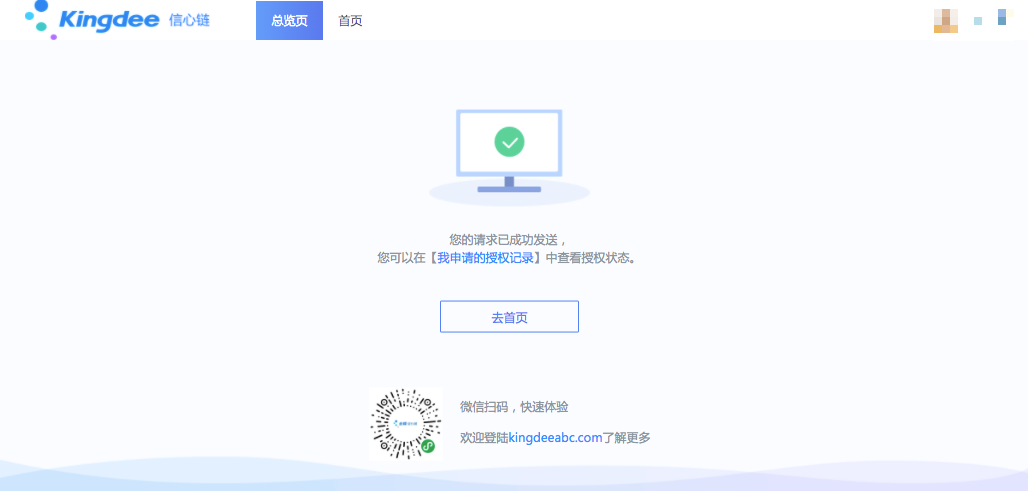 Kingdee 信心链
总览页
首页
您的请求已成功发送，
您可以在【我申请的授权记录】中查看授权状态。
去首页
微信扫码，快速体验
欢迎登陆kingdeeabc.com了解更多